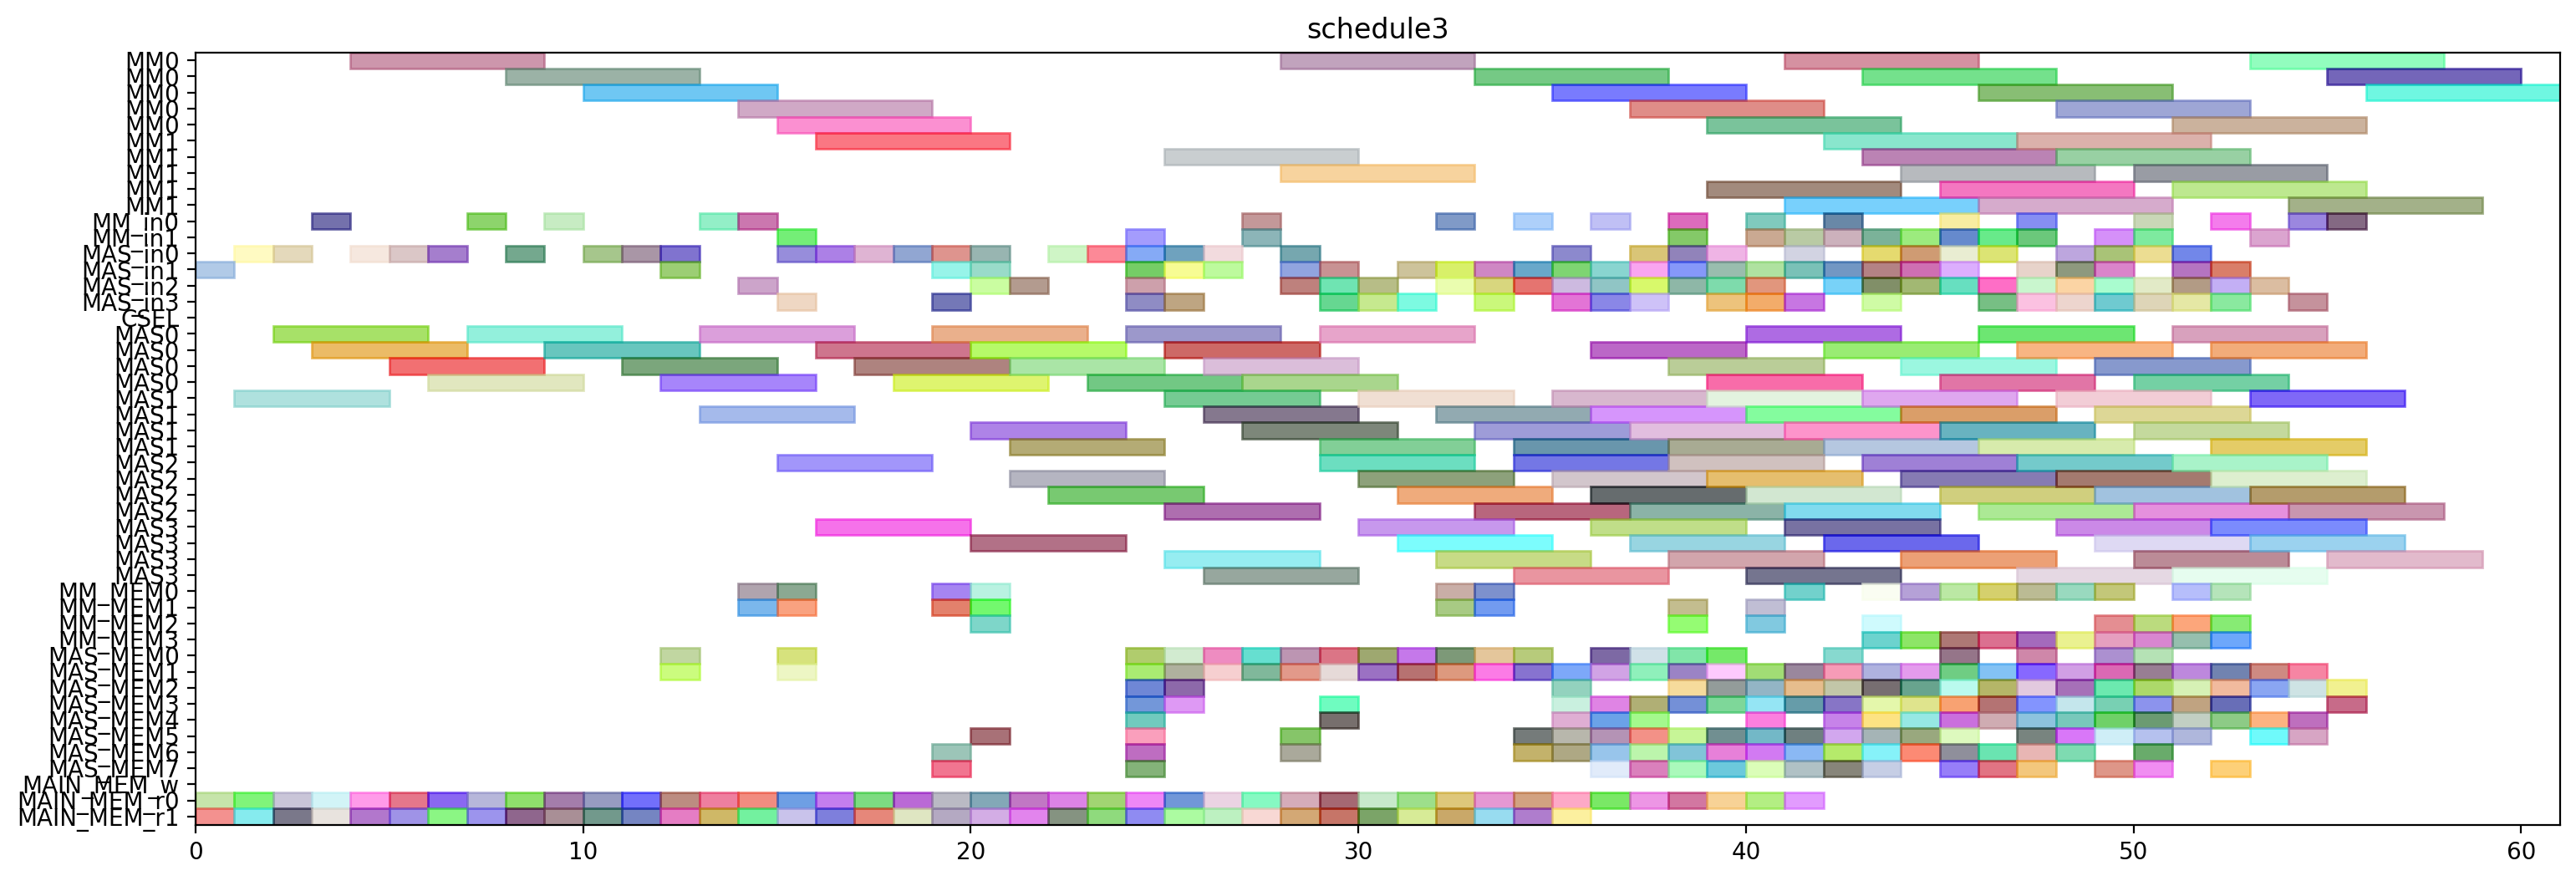 schedule3
MM0
MM0
MM0
MM0
MM0
MM1
MM1
MM1
MM1
MM1
MM_in0
MM_in1
MAS_in0
MAS_in1
MAS_in2
MAS_in3
CSEL
MAS0
MAS0
MAS0
MAS0
MAS1
MAS1
MAS1
MAS1
MAS2
MAS2
MAS2
MAS2
MAS3
MAS3
MAS3
MAS3
MM_MEM0
MM_MEM1
MM_MEM2
MM_MEM3
MAS_MEM0
MAS_MEM1
MAS_MEM2
MAS_MEM3
MAS_MEM4
MAS_MEM5
MAS_MEM6
MAS_MEM7
MAIN_MEM_w
MAIN_MEM_r0
MAIN_MEM_r1
0 10 20 30 40 50 60